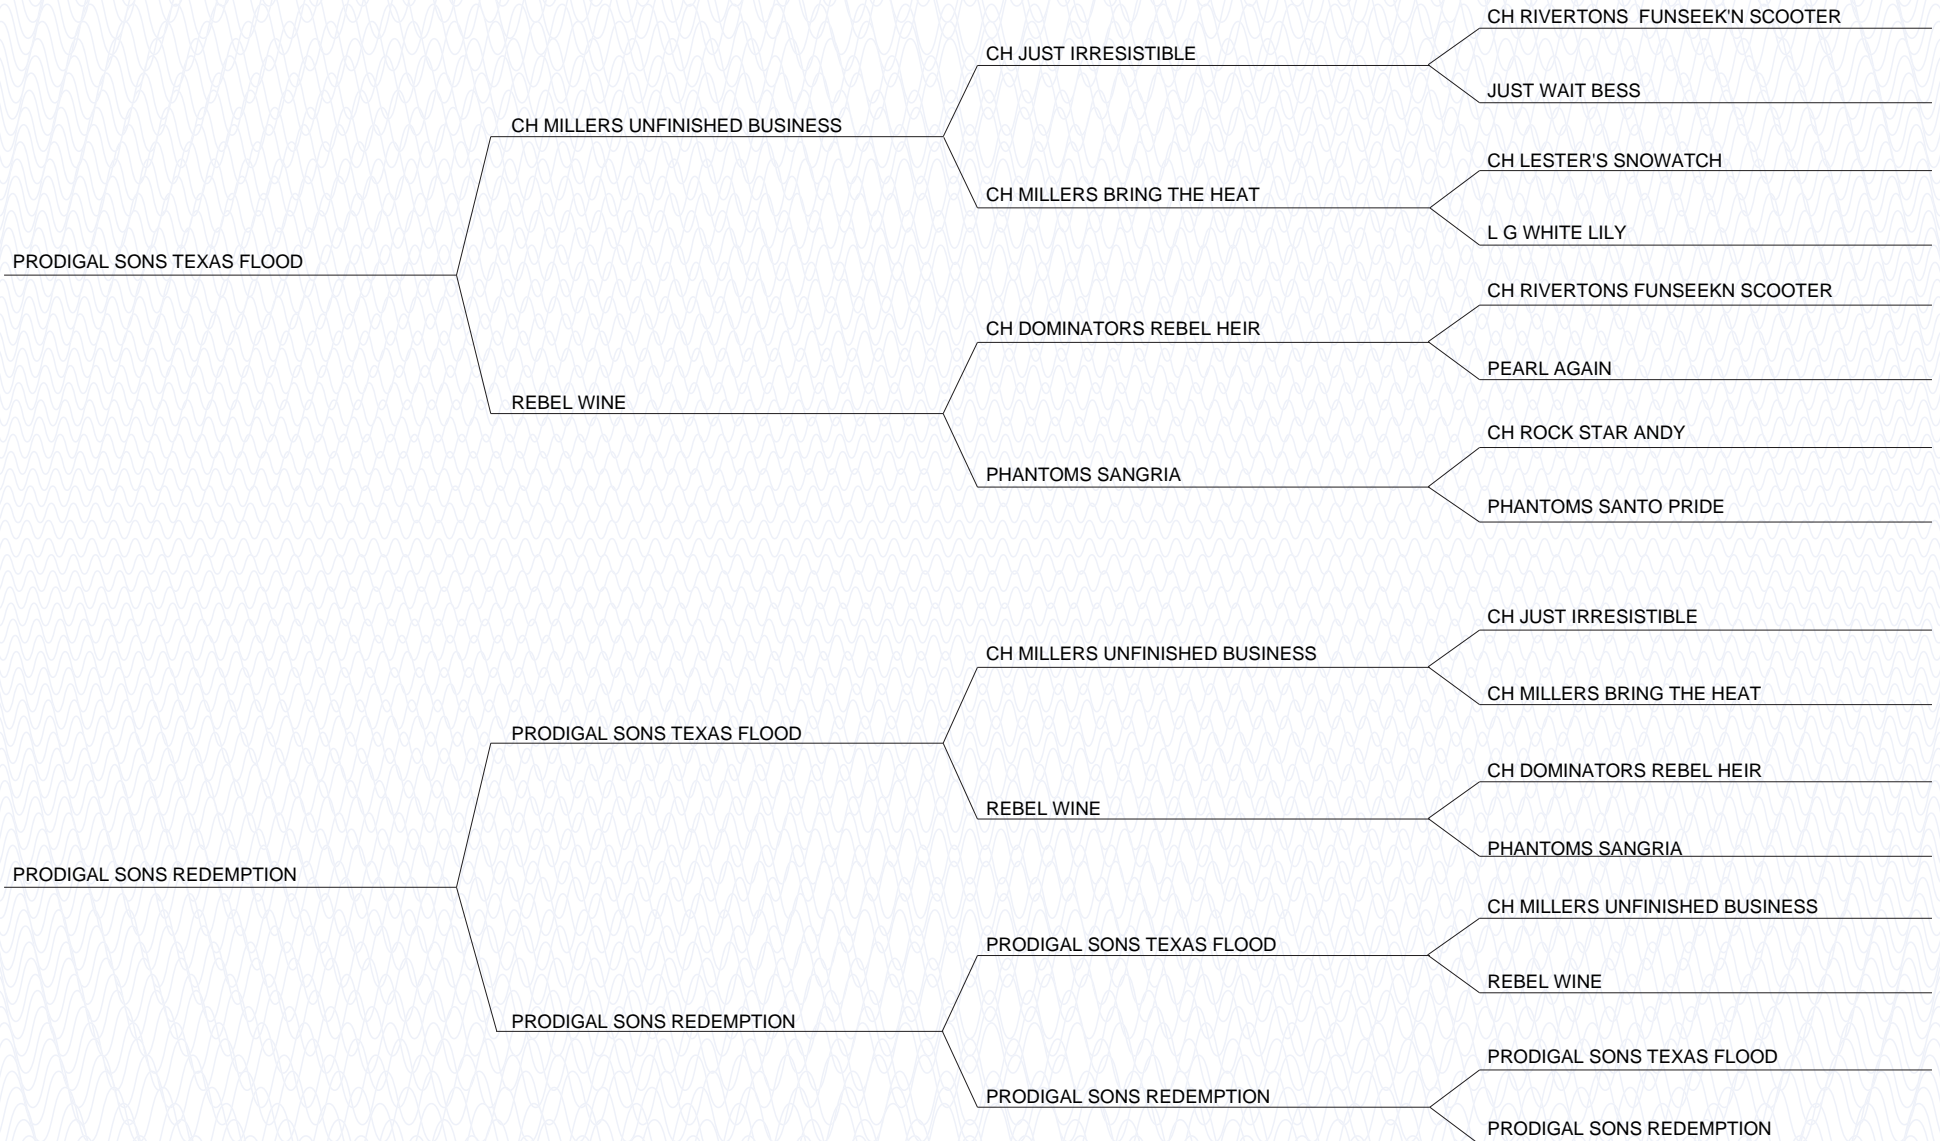 CH RIVERTONS  FUNSEEK'N SCOOTER
CH JUST IRRESISTIBLE
JUST WAIT BESS
CH MILLERS UNFINISHED BUSINESS
CH LESTER'S SNOWATCH
CH MILLERS BRING THE HEAT
L G WHITE LILY
PRODIGAL SONS TEXAS FLOOD
CH RIVERTONS FUNSEEKN SCOOTER
CH DOMINATORS REBEL HEIR
PEARL AGAIN
REBEL WINE
CH ROCK STAR ANDY
PHANTOMS SANGRIA
PHANTOMS SANTO PRIDE
CH JUST IRRESISTIBLE
CH MILLERS UNFINISHED BUSINESS
CH MILLERS BRING THE HEAT
PRODIGAL SONS TEXAS FLOOD
CH DOMINATORS REBEL HEIR
REBEL WINE
PHANTOMS SANGRIA
PRODIGAL SONS REDEMPTION
CH MILLERS UNFINISHED BUSINESS
PRODIGAL SONS TEXAS FLOOD
REBEL WINE
PRODIGAL SONS REDEMPTION
PRODIGAL SONS TEXAS FLOOD
PRODIGAL SONS REDEMPTION
PRODIGAL SONS REDEMPTION